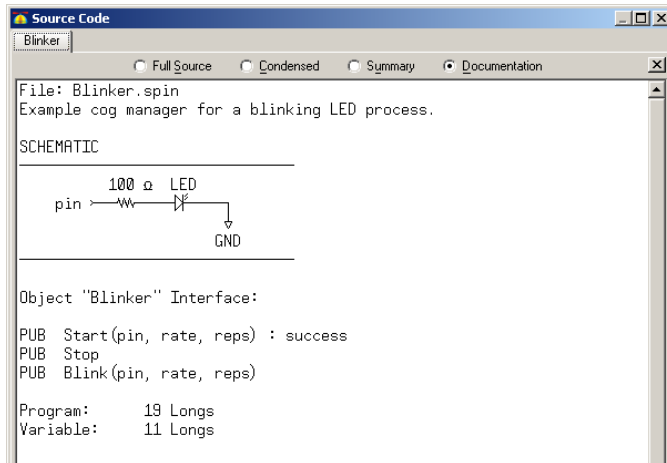 Source Code
Blinker
Full Source Condensed Summary Documentation
File: Blinker.spin
Example cog manager for a blinking LED process.
SCHEMATIC
100 Ω LED
pin
GND
Object "Blinker" Interface:
PUB Start(pin, rate, reps) : success
PUB Stop
PUB Blink(pin, rate, reps)
Program: 19 Longs
Variable: 11 Longs